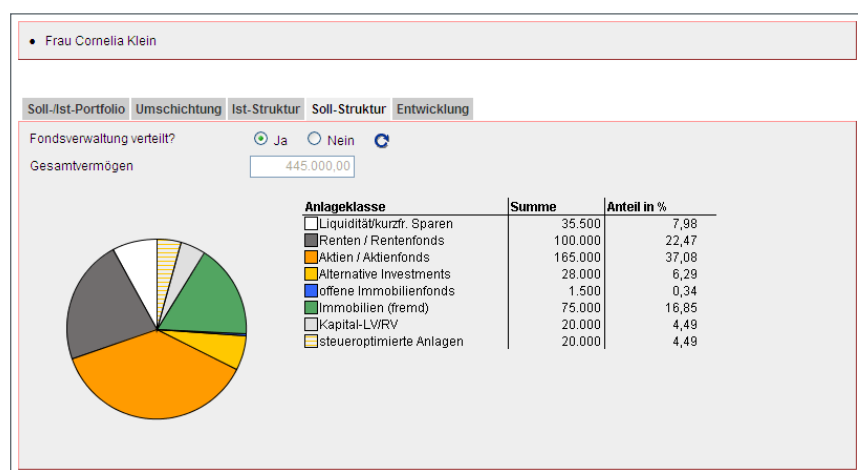 Frau Cornelia Klein
Soll-/Ist-Portfolio Umschichtung Ist-Struktur Soll-Struktur Entwicklung
Fondsverwaltung verteilt? Ja Nein
Gesamtvermögen 445.000,00
Anlageklasse Summe Anteil in %
Liquidität/kurzfr. Sparen 35.500 7,98
Renten / Rentenfonds 100.000 22,47
Aktien / Aktienfonds 165.000 37,08
Alternative Investments 28.000 6,29
offene Immobilienfonds 1.500 0,34
Immobilien (fremd) 75.000 16,85
Kapital-LV/RV 20.000 4,49
steueroptimierte Anlagen 20.000 4,49